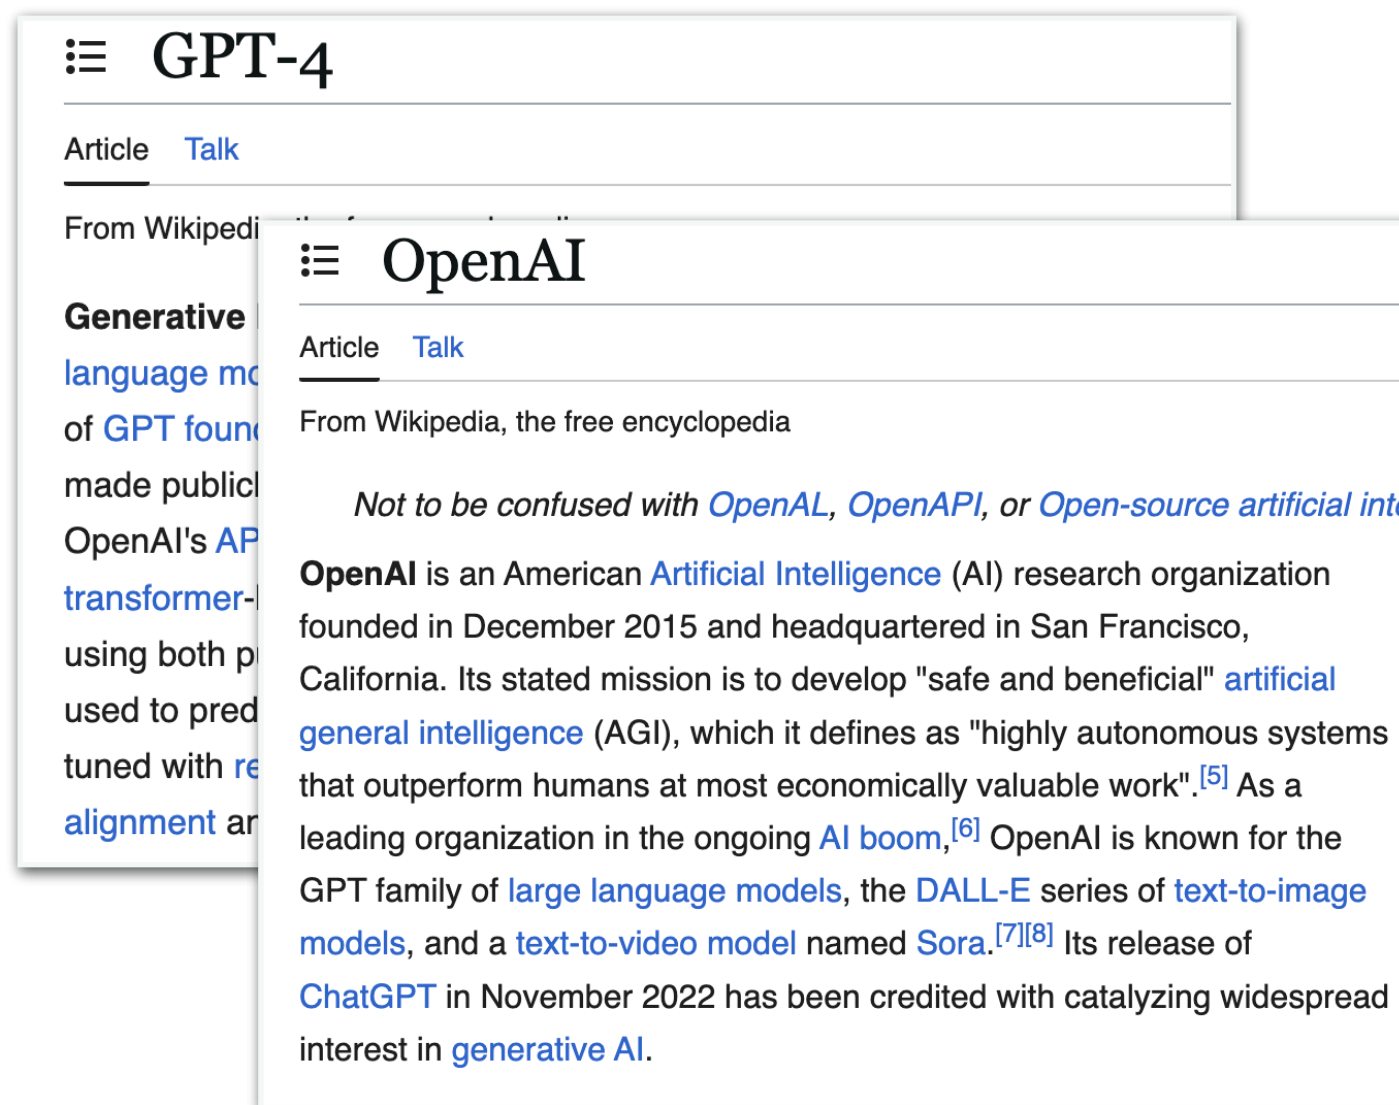 GPT-4
Article Talk
From Wikipedi
Generative
language mo
of GPT found
made publicl
OpenAI's AP
transformer-
using both p
used to pred
tuned with re
alignment an
OpenAI
Article Talk
From Wikipedia, the free encyclopedia
Not to be confused with OpenAL, OpenAPI, or Open-source artificial inte
OpenAI is an American Artificial Intelligence (AI) research organization
founded in December 2015 and headquartered in San Francisco,
California. Its stated mission is to develop "safe and beneficial" artificial
general intelligence (AGI), which it defines as "highly autonomous systems
that outperform humans at most economically valuable work".[5] As a
leading organization in the ongoing AI boom,[6] OpenAI is known for the
GPT family of large language models, the DALL-E series of text-to-image
models, and a text-to-video model named Sora.[7][8] Its release of
ChatGPT in November 2022 has been credited with catalyzing widespread
interest in generative AI.